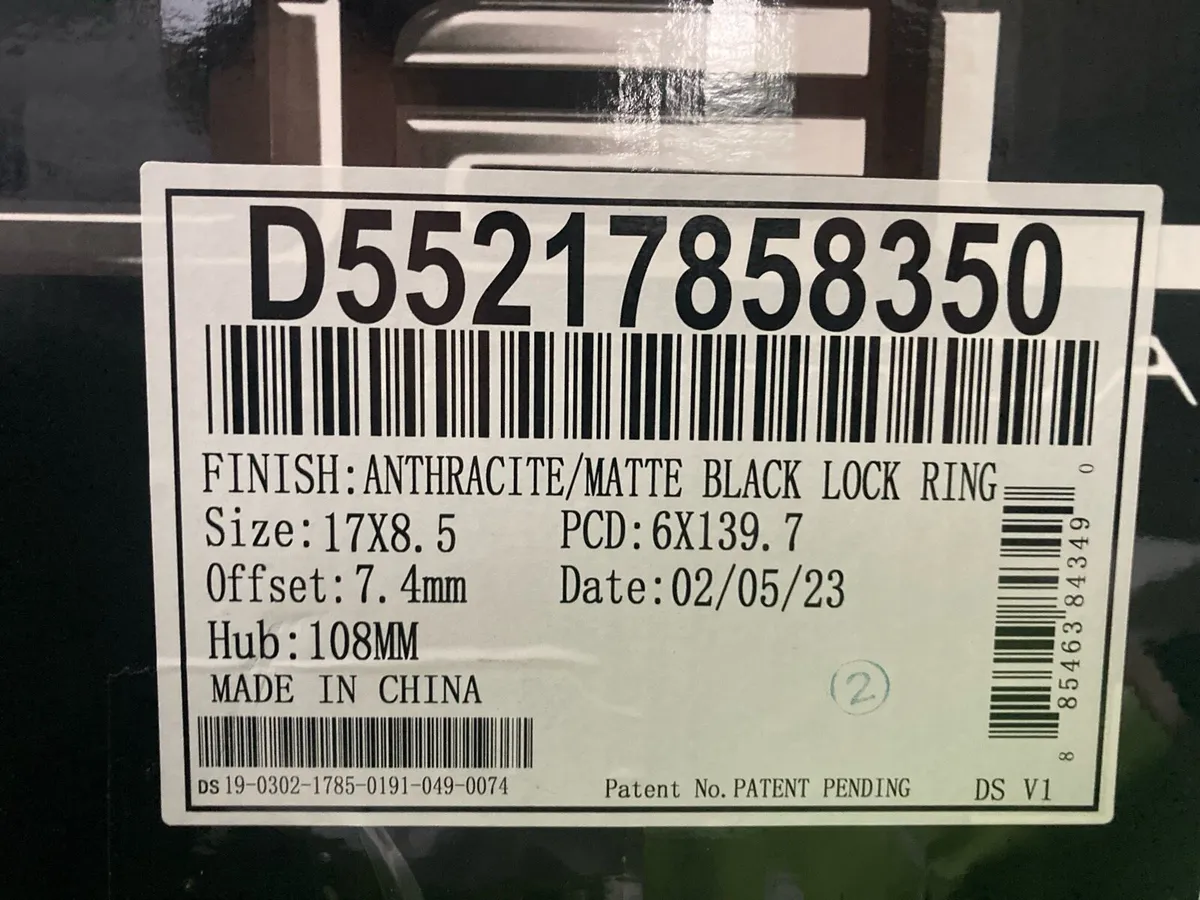 D55217858350
FINISH:ANTHRACITE/MATTE BLACK LOCK RING
Size:17X8.5 PCD:6X139.7
Offset:7.4mm Date:02/05/23
Hub:108MM
MADE IN CHINA
2
DS 19-0302-1785-0191-049-0074
Patent No. PATENT PENDING DS V1
8 85463 84349 0
A